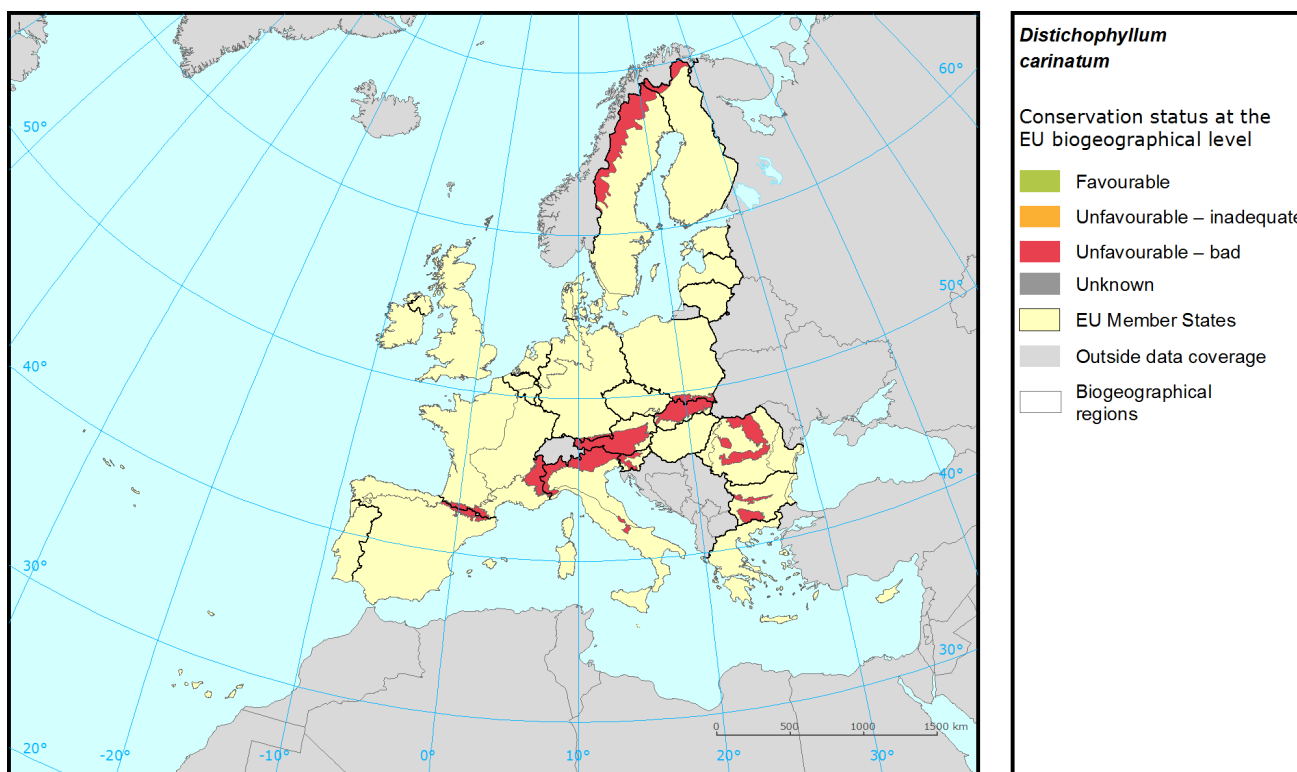 Distichophyllum
carinatum
Conservation status at the
EU biogeographical level
Favourable
Unfavourable – inadequate
Unfavourable – bad
Unknown
EU Member States
Outside data coverage
Biogeographical
regions
60°
50°
50°
40°
40°
30°
30°
20°
-20°
-10°
0°
10°
20°
30°
0 500 1000 1500 km